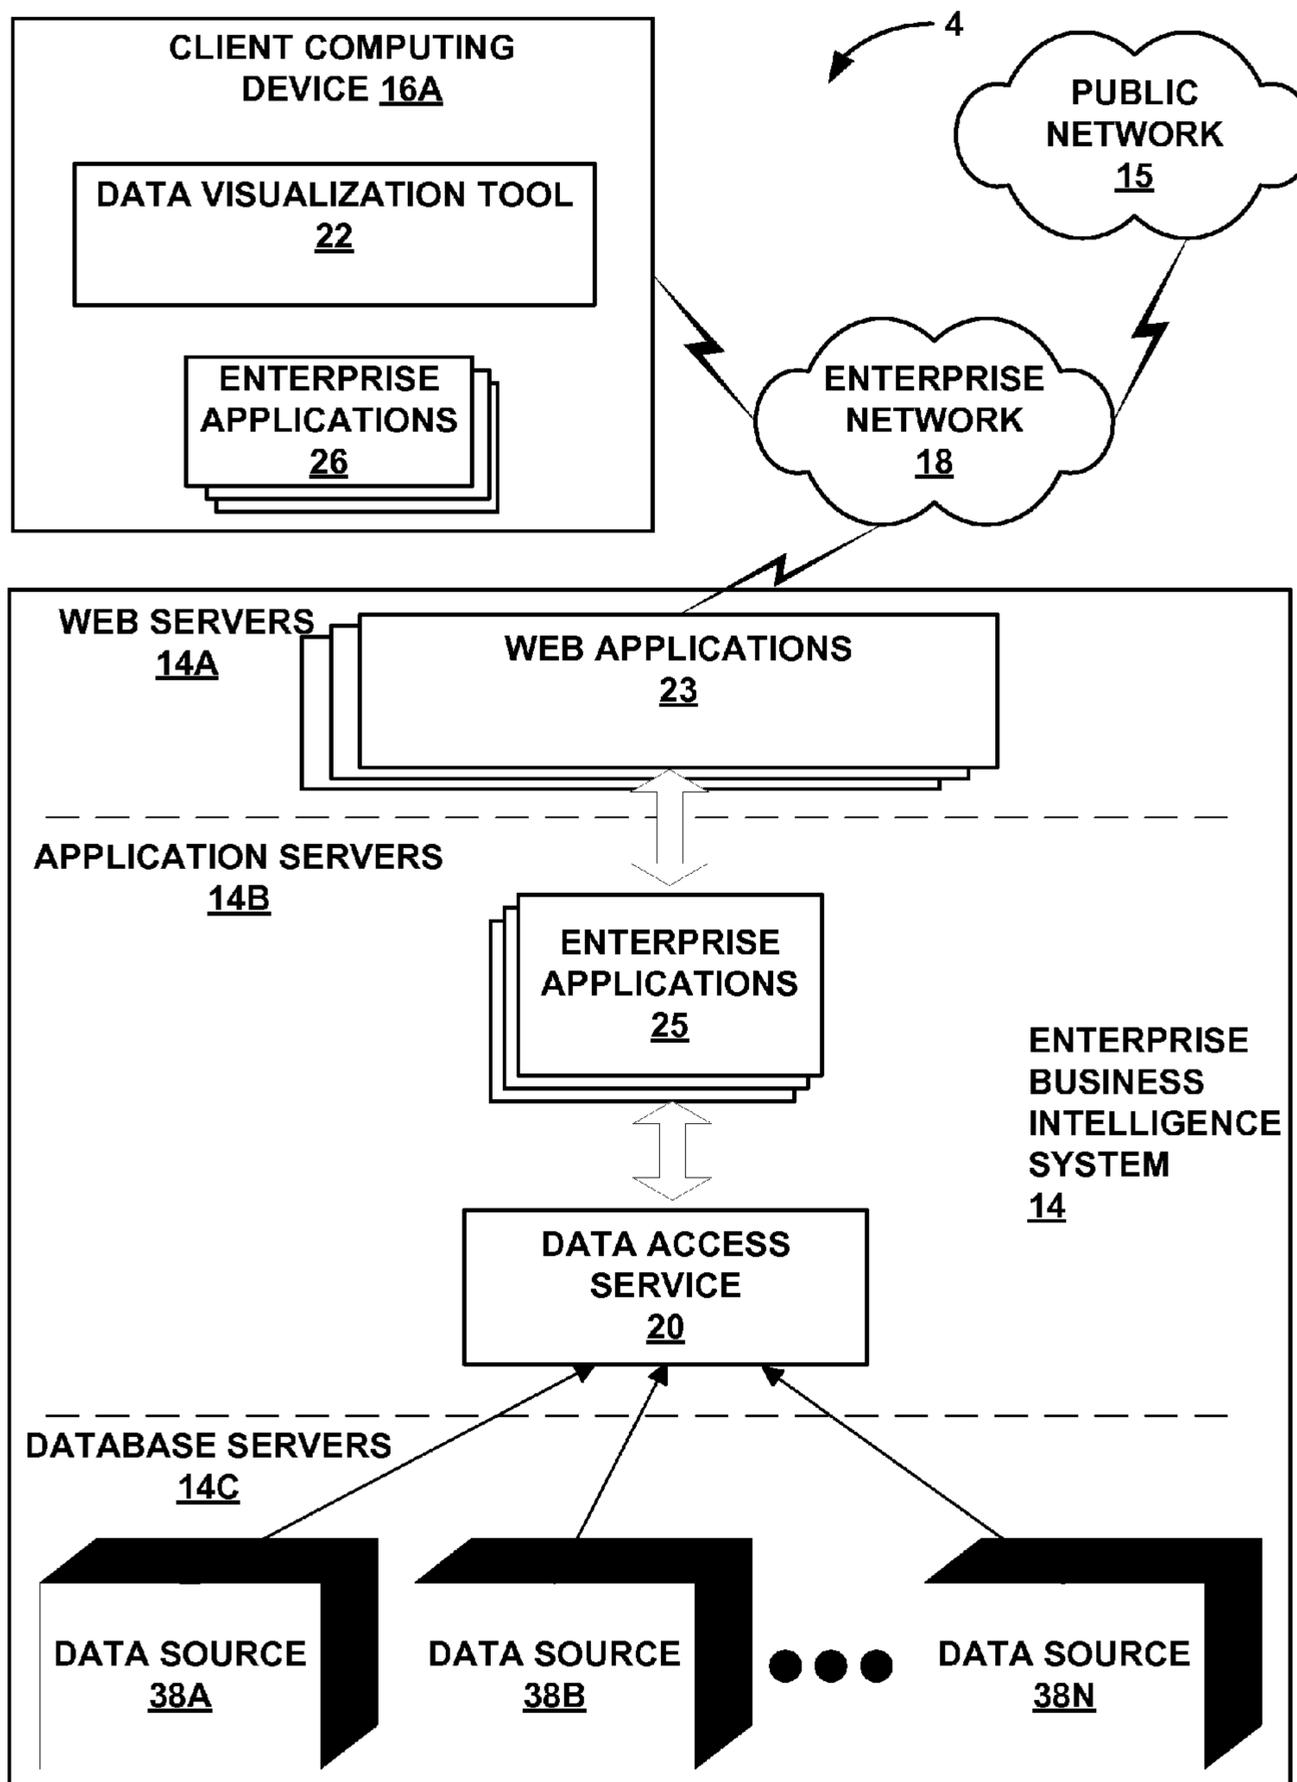 CLIENT COMPUTING
DEVICE 16A
DATA VISUALIZATION TOOL
22
ENTERPRISE
APPLICATIONS
26
4
PUBLIC
NETWORK
15
ENTERPRISE
NETWORK
18
WEB SERVERS
14A
WEB APPLICATIONS
23
APPLICATION SERVERS
14B
ENTERPRISE
APPLICATIONS
25
ENTERPRISE
BUSINESS
INTELLIGENCE
SYSTEM
14
DATA ACCESS
SERVICE
20
DATABASE SERVERS
14C
DATA SOURCE
38A
DATA SOURCE
38B
DATA SOURCE
38N